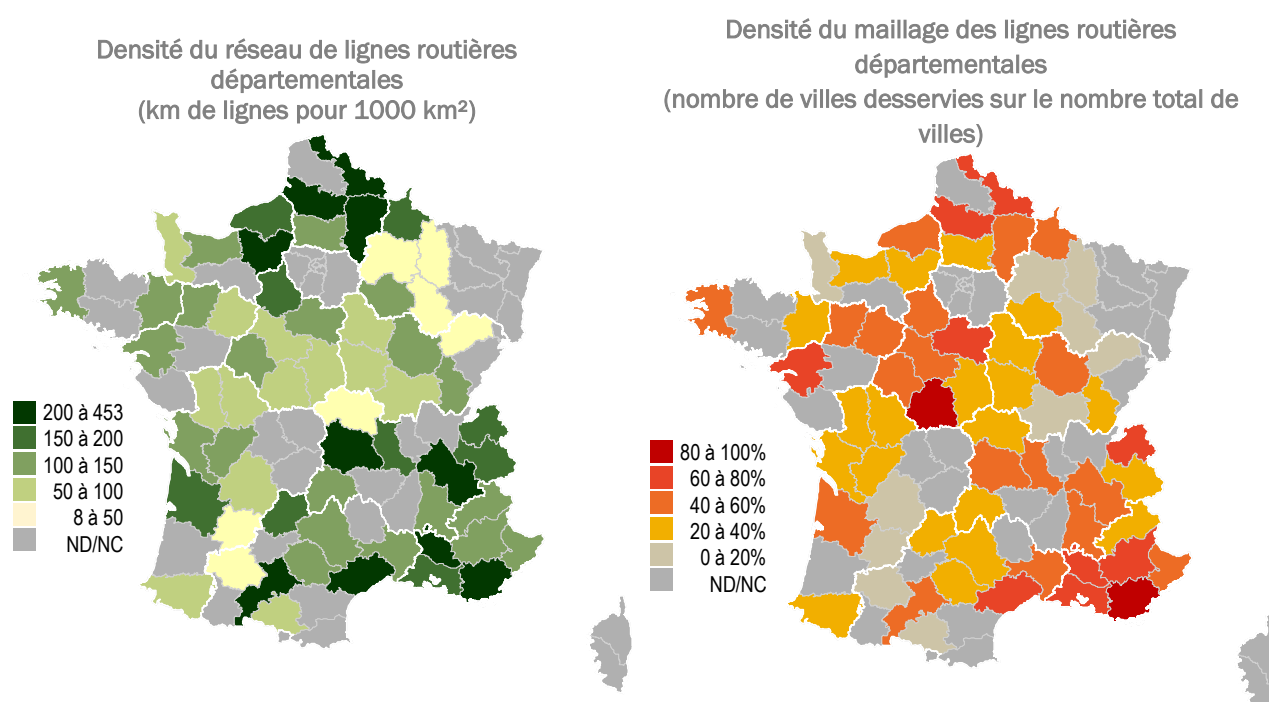 Densité du réseau de lignes routières
départementales
(km de lignes pour 1000 km²)
200 à 453
150 à 200
100 à 150
50 à 100
8 à 50
ND/NC
Densité du maillage des lignes routières
départementales
(nombre de villes desservies sur le nombre total de
villes)
80 à 100%
60 à 80%
40 à 60%
20 à 40%
0 à 20%
ND/NC